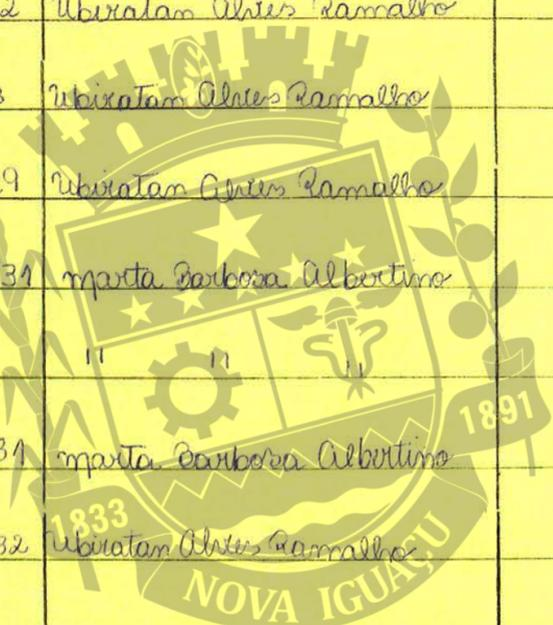 2 Ubiratan Alves Ramalho
8 Ubiratan Alves Ramalho
9 Ubiratan Alves Ramalho
31 Marta Barbosa Albertino
" " "
31 Marta Barbosa Albertino
32 Ubiratan Alves Ramalho
1833
1891
NOVA IGUAÇU